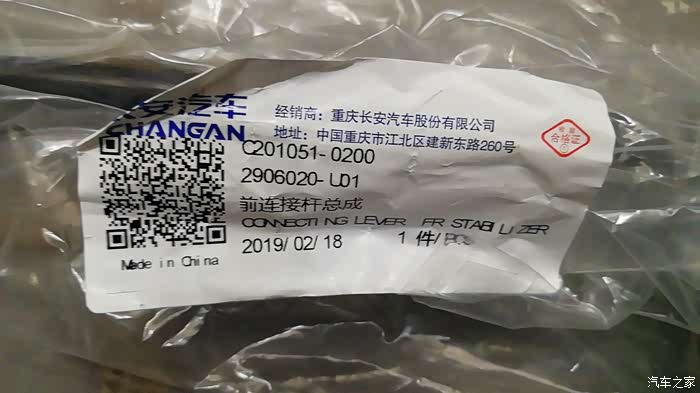 安汽车
CHANGAN
经销商：重庆长安汽车股份有限公司
地址：中国重庆市江北区建新东路260号
合格证
C201051-0200
2906020-U01
前连接杆总成
CONNECTING LEVER FR STABILIZER
2019/02/18 1 件/
Made in China
汽车之家